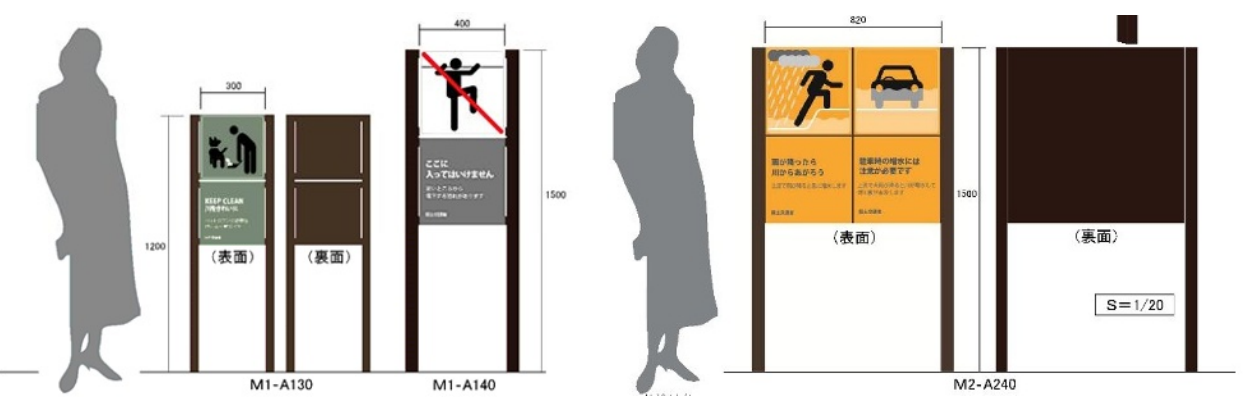 300
1200
KEEP CLEAN
(表面)
(裏面)
M1-A130
400
ここに
入ってはいけません
1500
M1-A140
820
雨が降ったら
川からあがろう
駐車時の増水には
注意が必要です
1500
(表面)
(裏面)
S=1/20
M2-A240